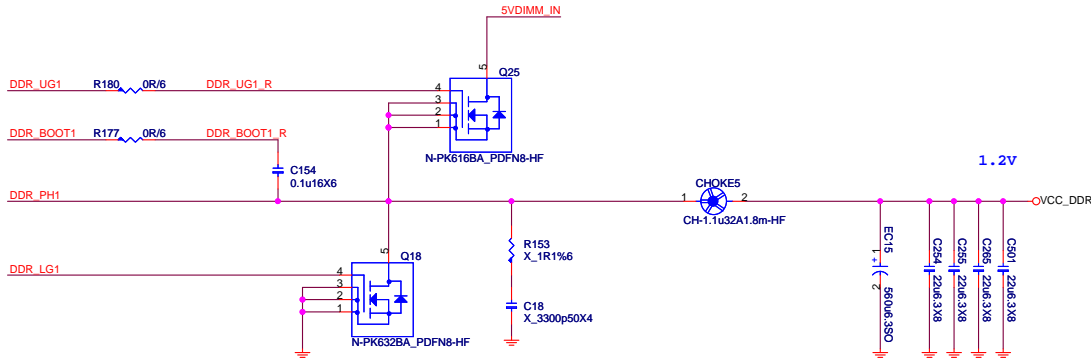 5VDIMM_IN
Q25
5
DDR_UG1
R180
0R/6
DDR_UG1_R
4
3
2
1
DDR_BOOT1
R177
0R/6
DDR_BOOT1_R
N-PK616BA_PDFN8-HF
C154
0.1u16X6
1.2V
DDR_PH1
CHOKE5
1
2
CH-1.1u32A1.8m-HF
VCC_DDR
R153
X_1R1%6
Q18
5
DDR_LG1
4
3
2
1
N-PK632BA_PDFN8-HF
C18
X_3300p50X4
EC15
1
+
2
560u6.3SO
C254
22u6.3X8
C255
22u6.3X8
C265
22u6.3X8
C501
22u6.3X8